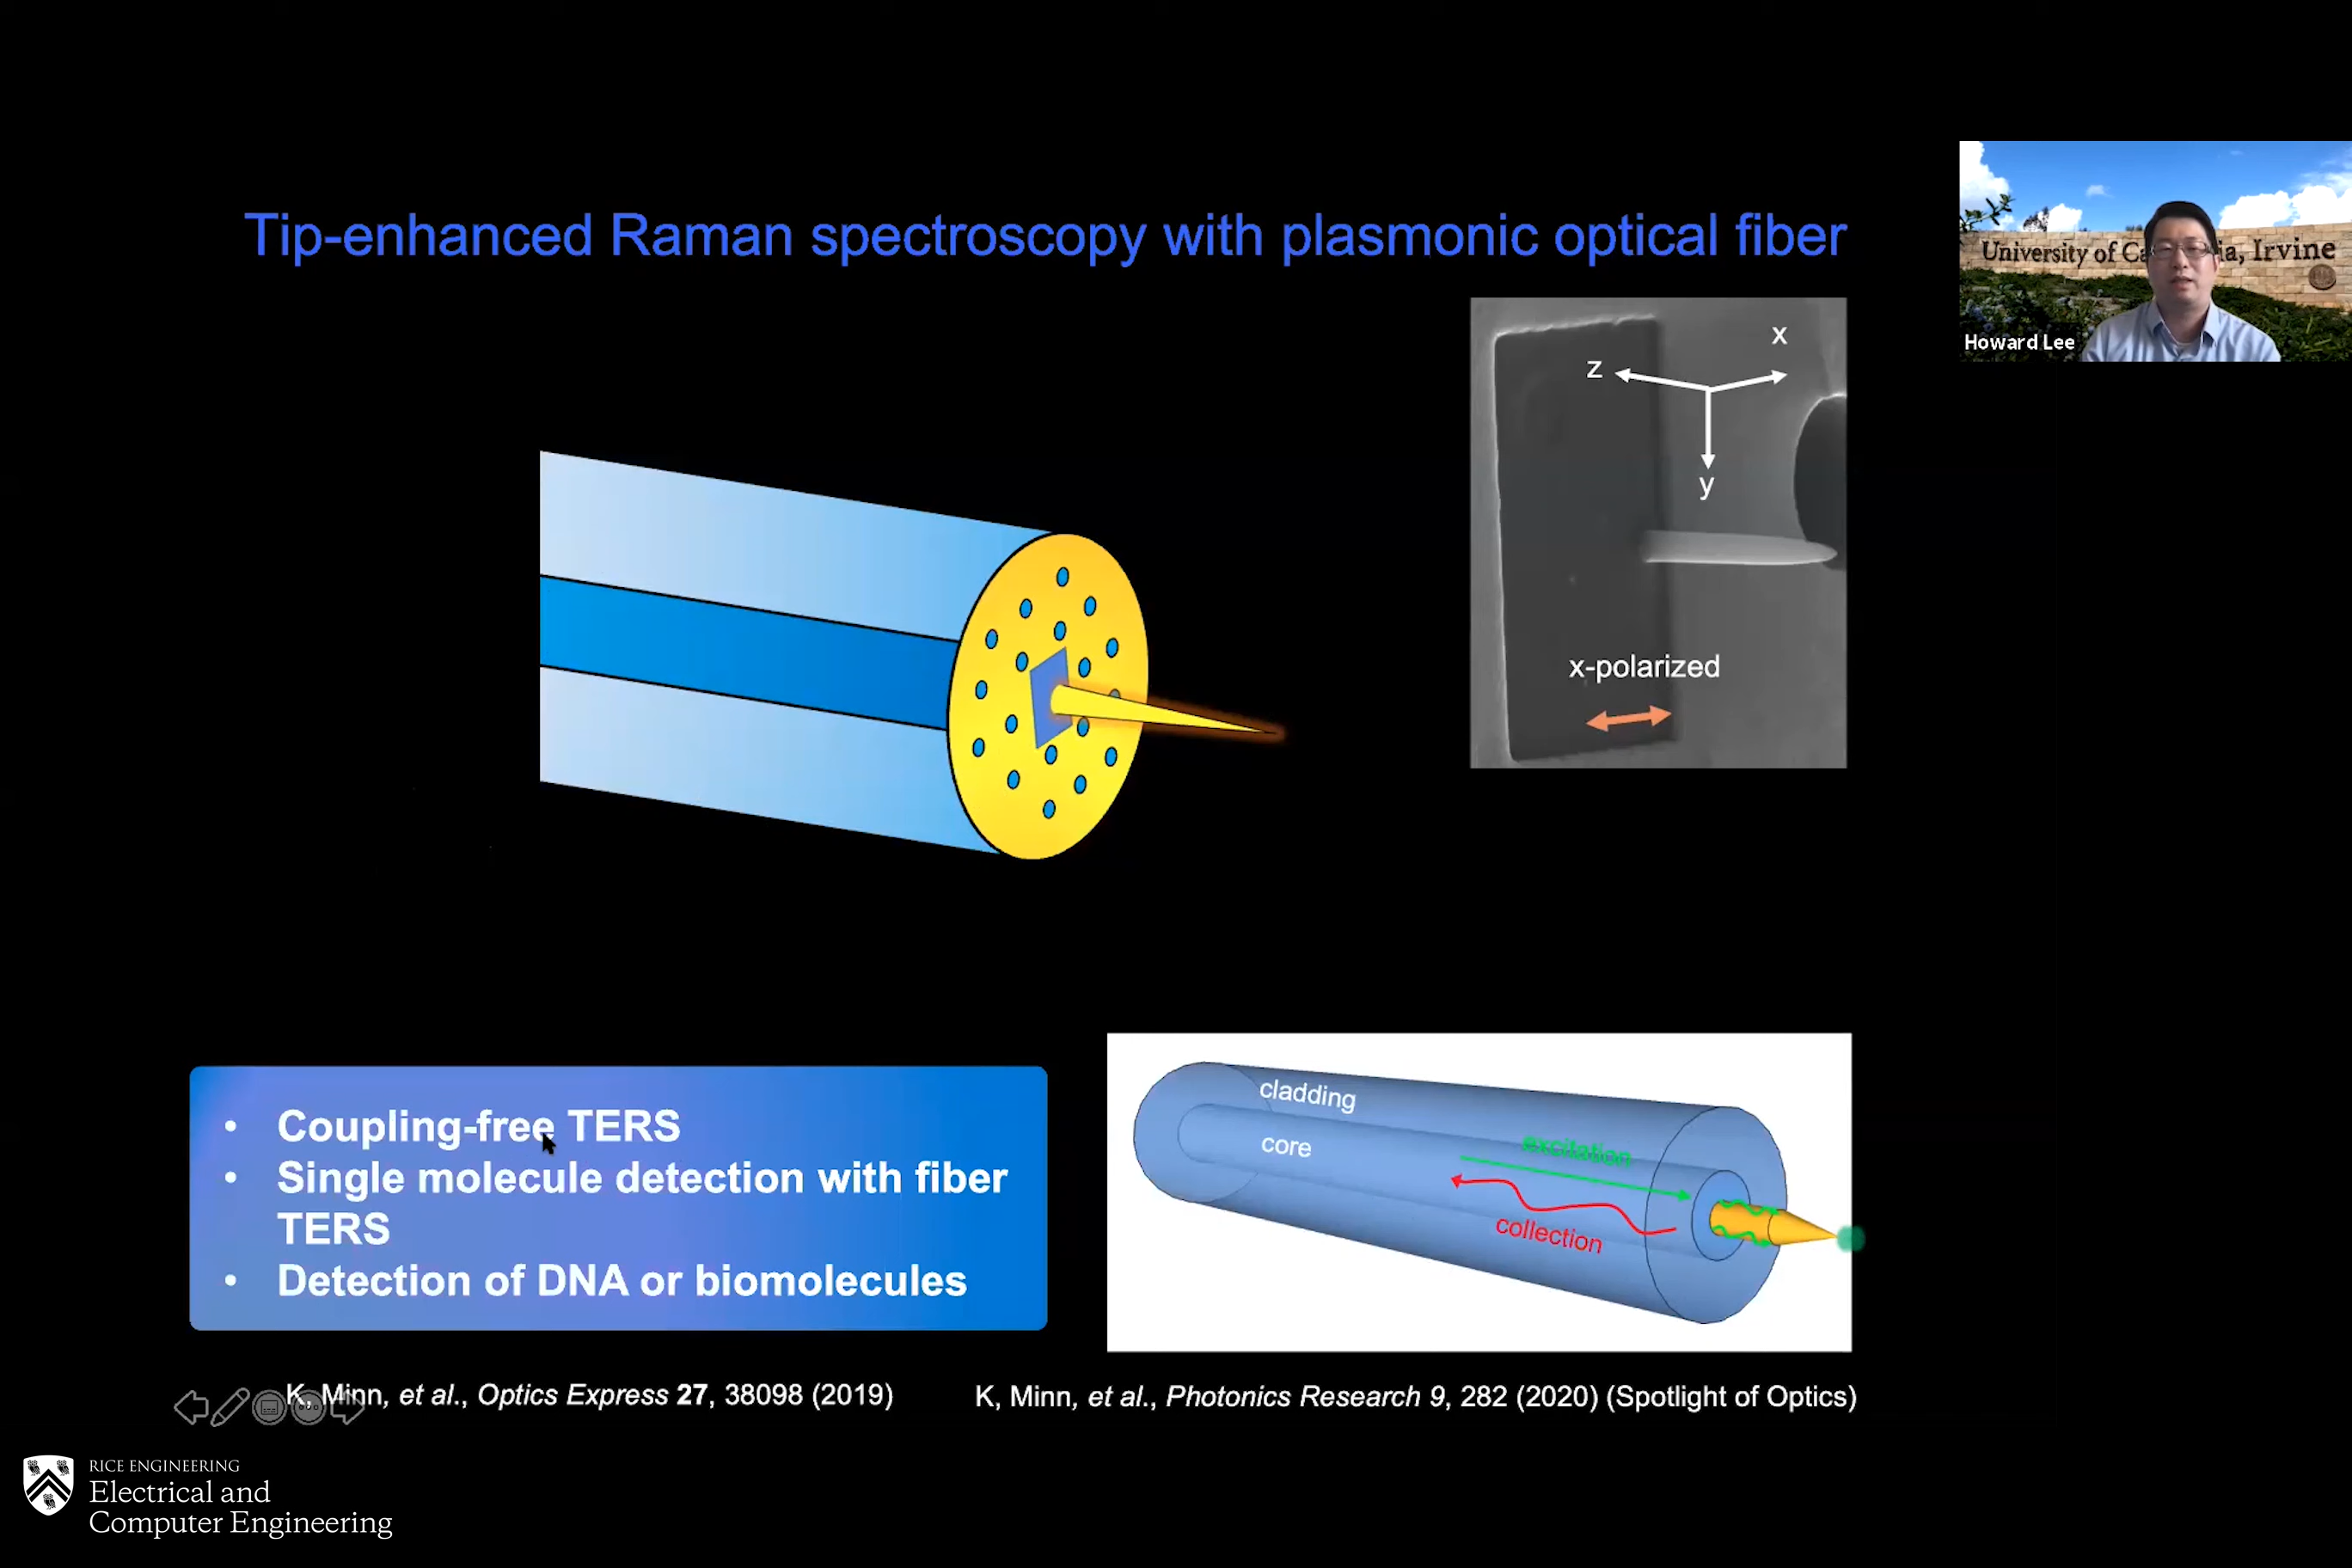 Tip-enhanced Raman spectroscopy with plasmonic optical fiber
University of Ca ia, Irvine
Howard Lee
x
z
y
x-polarized
cladding
core
excitation
collection
• Coupling-free TERS
• Single molecule detection with fiber
TERS
• Detection of DNA or biomolecules
K, Minn, et al., Optics Express 27, 38098 (2019)
K, Minn, et al., Photonics Research 9, 282 (2020) (Spotlight of Optics)
RICE ENGINEERING
Electrical and
Computer Engineering